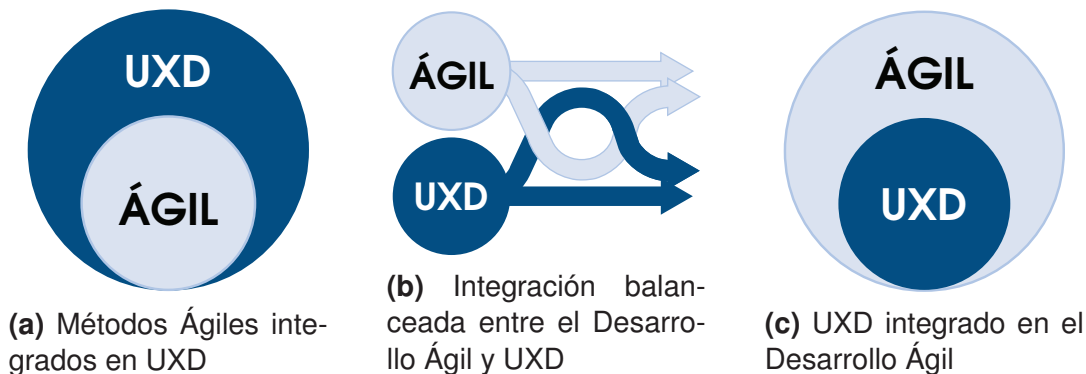 UXD
ÁGIL
(a) Métodos Ágiles inte-
grados en UXD
ÁGIL
UXD
(b) Integración balan-
ceada entre el Desarro-
llo Ágil y UXD
ÁGIL
UXD
(c) UXD integrado en el
Desarrollo Ágil